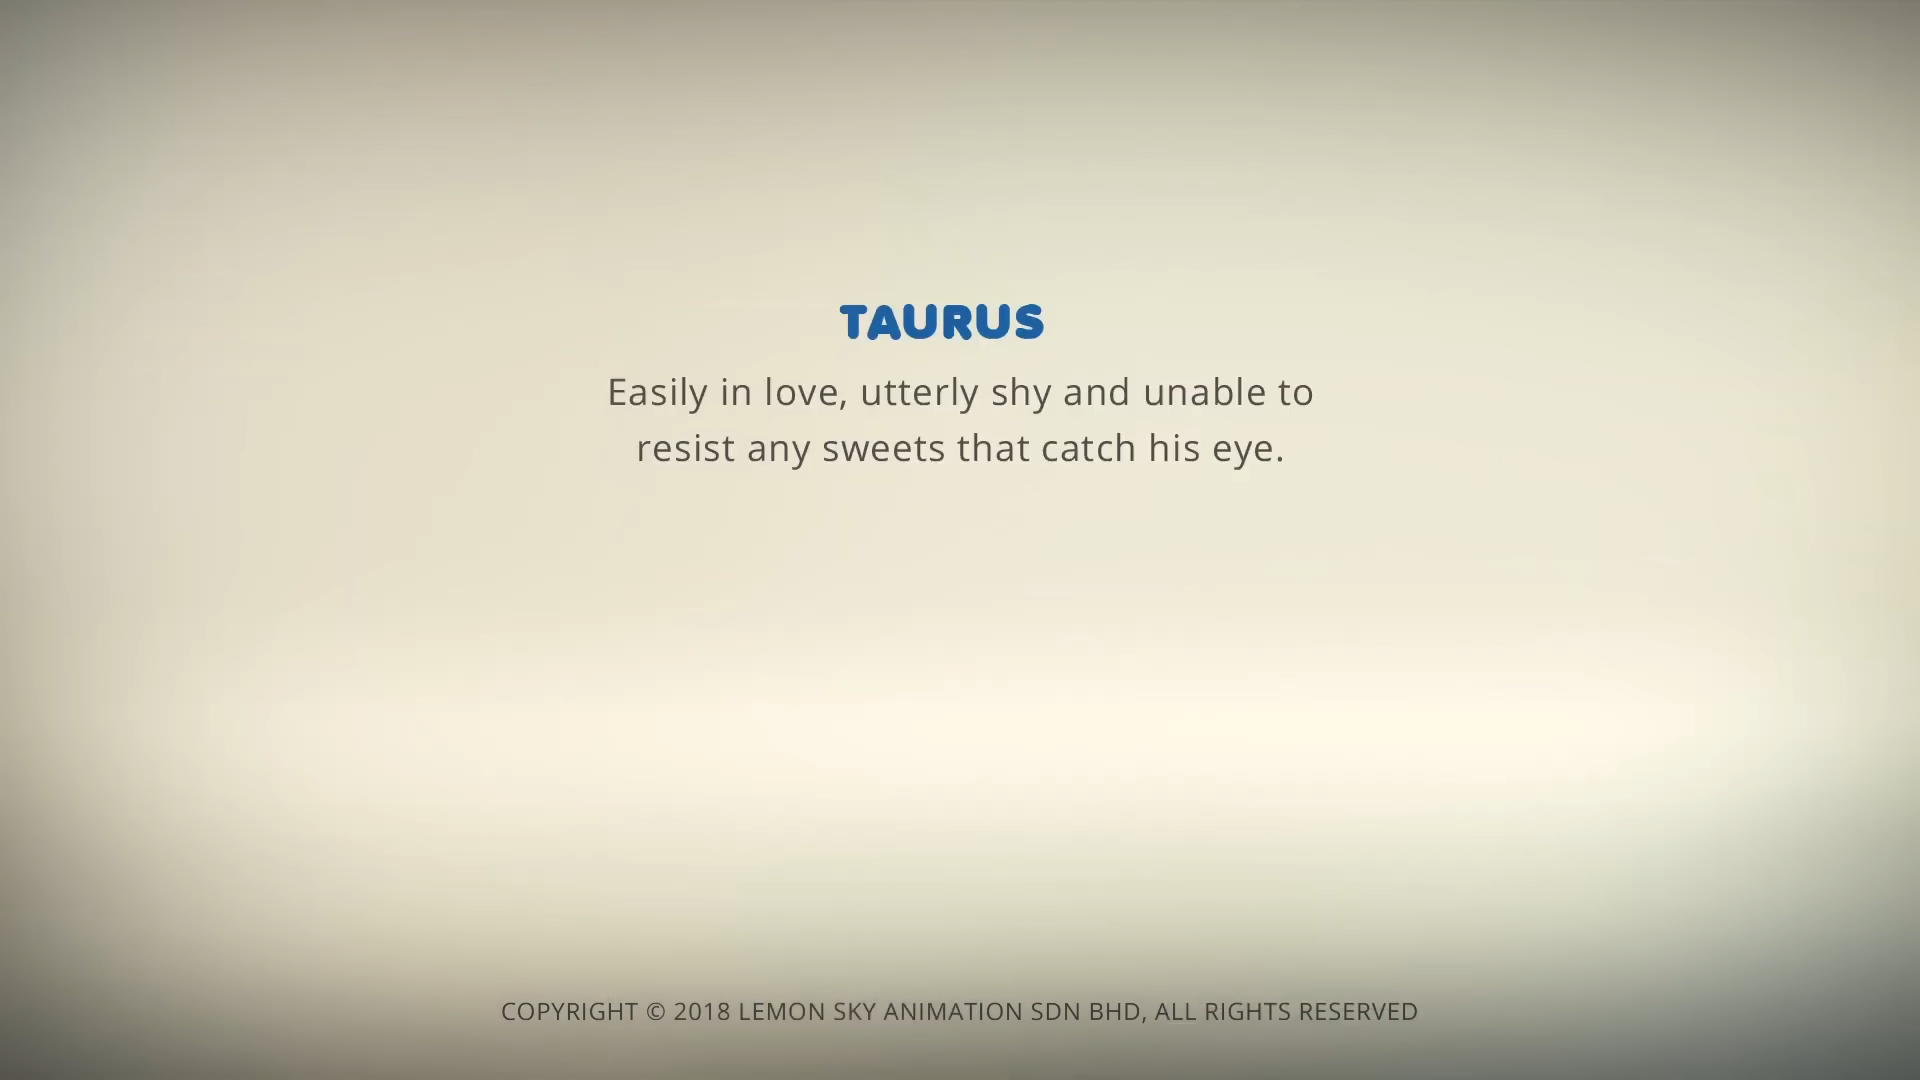 TAURUS
Easily in love, utterly shy and unable to
resist any sweets that catch his eye.
COPYRIGHT © 2018 LEMON SKY ANIMATION SDN BHD, ALL RIGHTS RESERVED